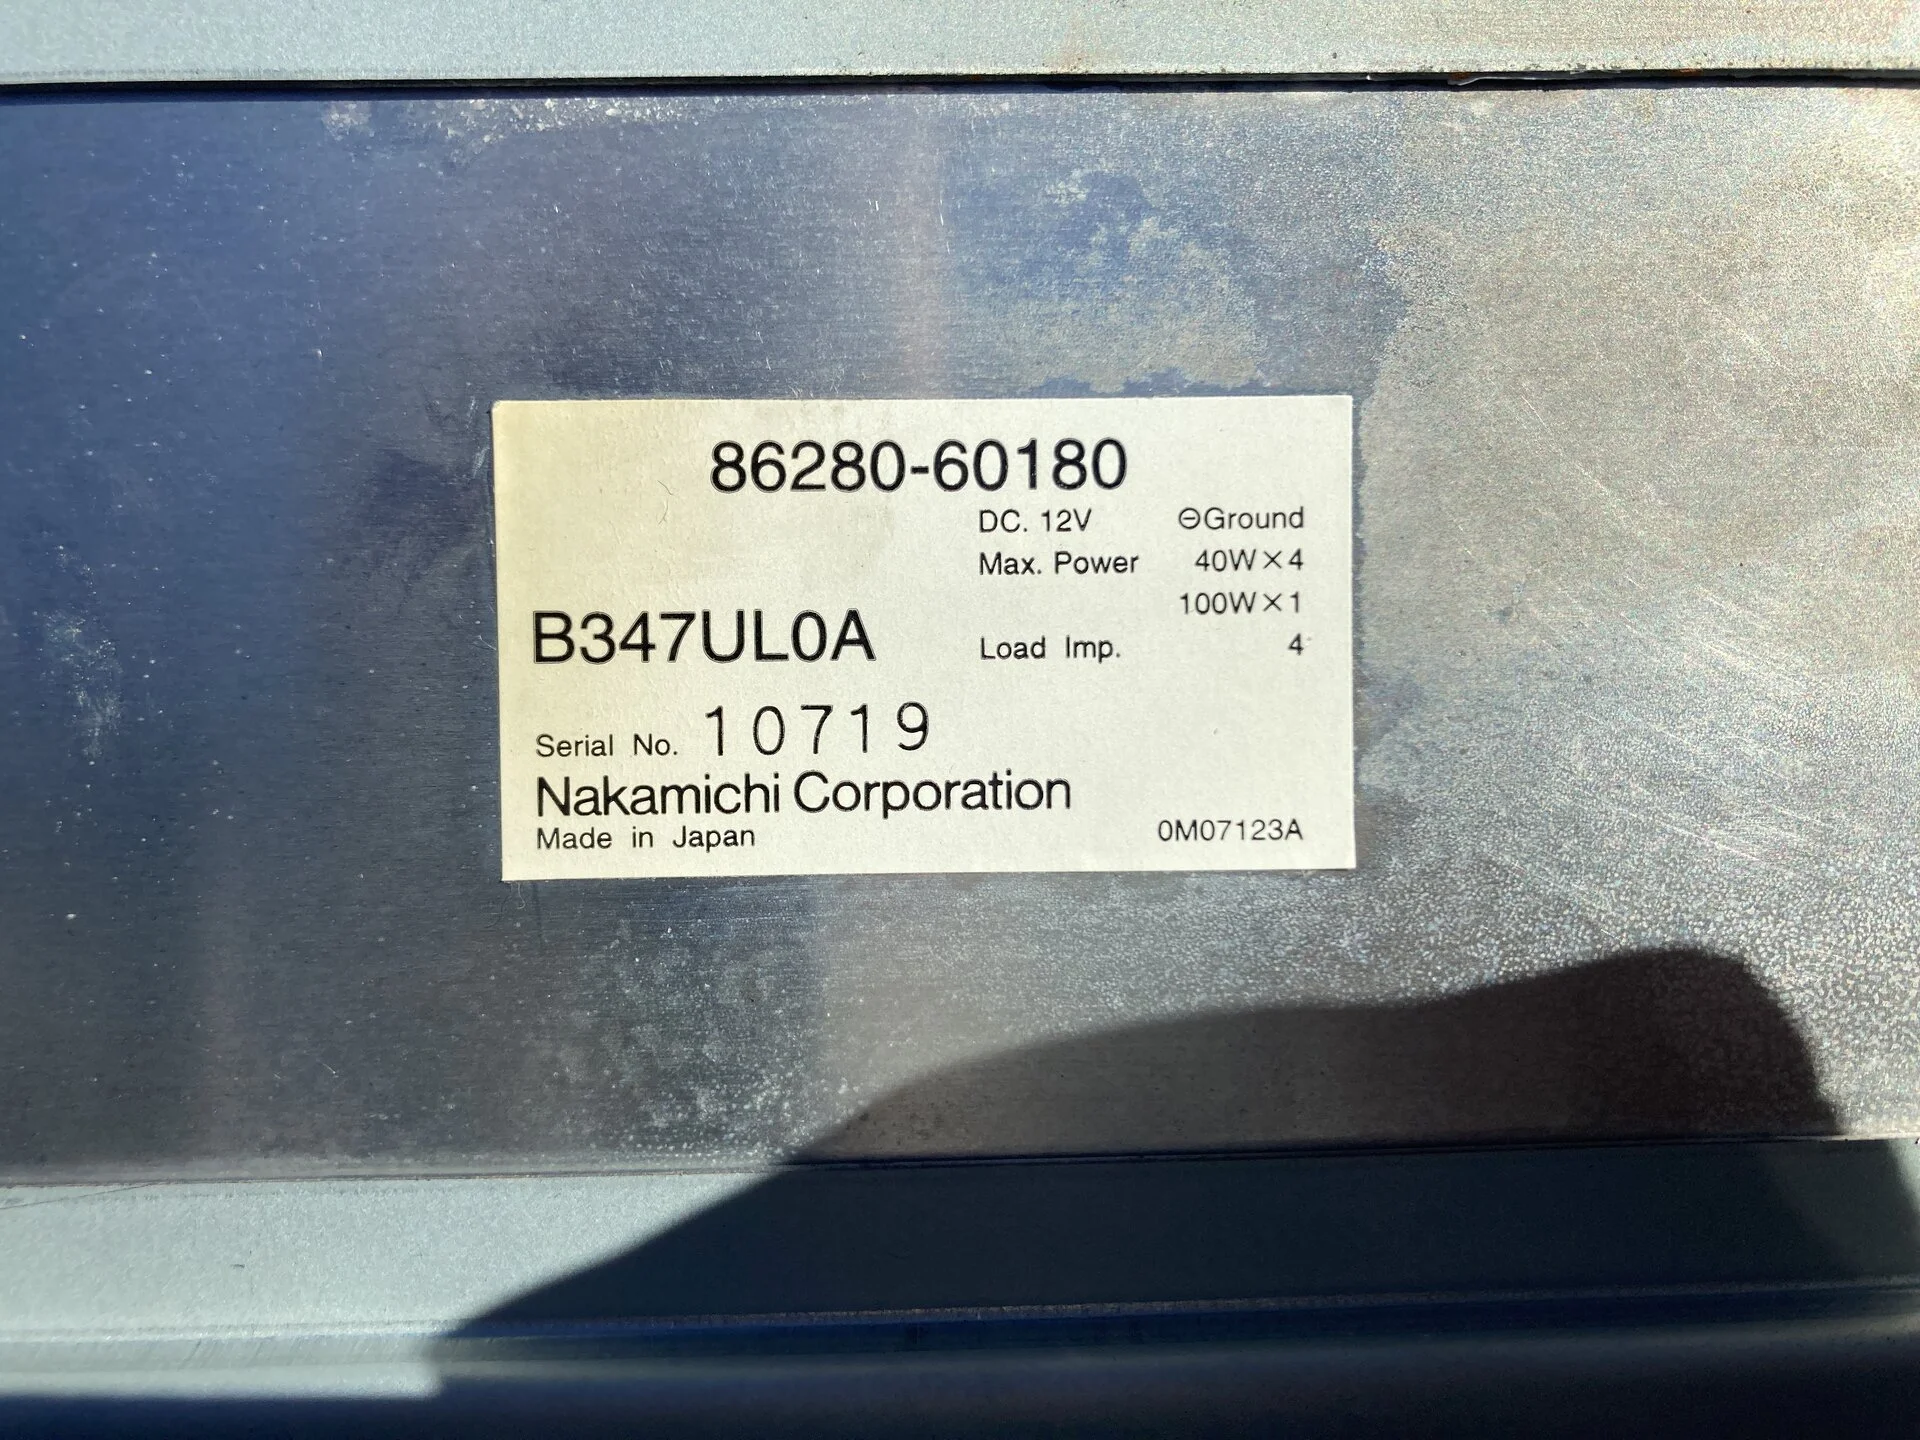 86280-60180
DC. 12V ⊖Ground
Max. Power 40W×4
100W×1
B347UL0A
Load Imp. 4
Serial No. 10719
Nakamichi Corporation
Made in Japan
0M07123A